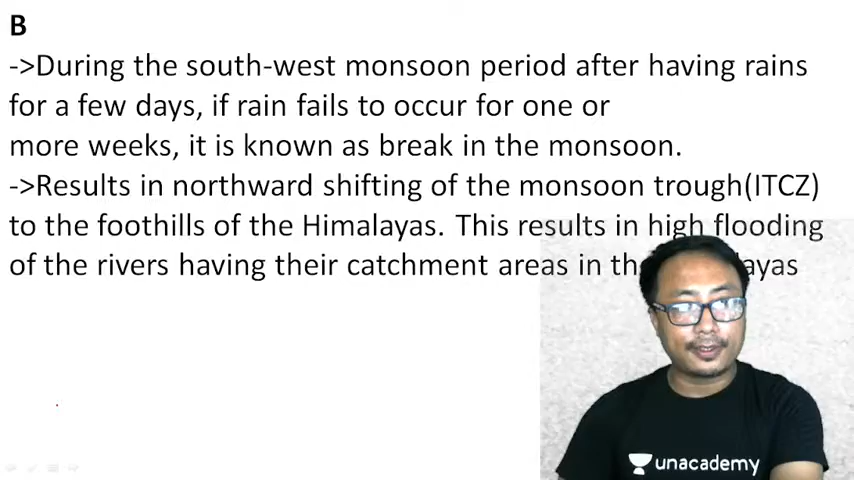 B
->During the south-west monsoon period after having rains
for a few days, if rain fails to occur for one or
more weeks, it is known as break in the monsoon.
->Results in northward shifting of the monsoon trough(ITCZ)
to the foothills of the Himalayas. This results in high flooding
of the rivers having their catchment areas in
unacademy